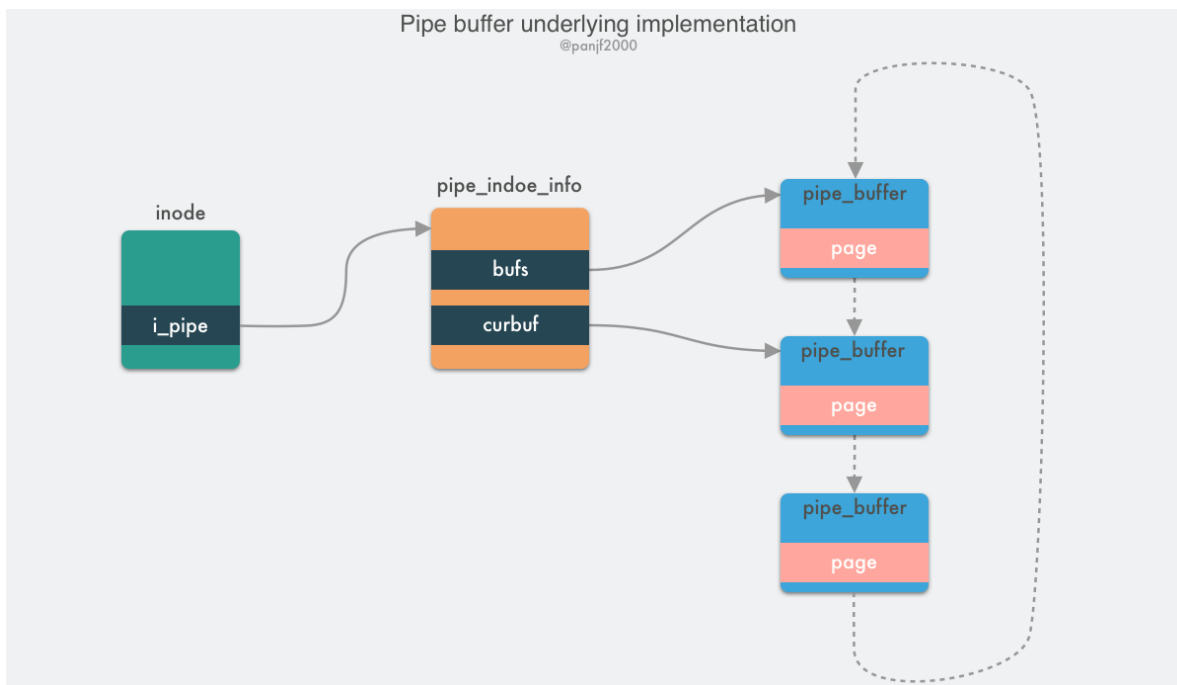 Pipe buffer underlying implementation
@panjf2000
inode
i_pipe
pipe_indoe_info
bufs
curbuf
pipe_buffer
page
pipe_buffer
page
pipe_buffer
page